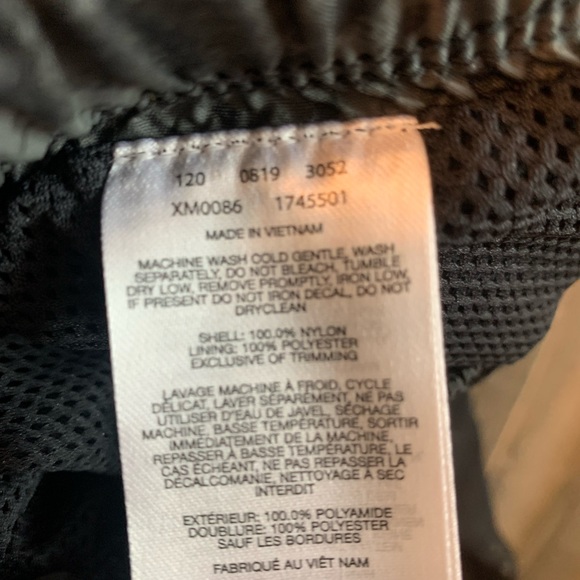 120 0619 3052
XM0086 1745501
MADE IN VIETNAM
MACHINE WASH COLD GENTLE, WASH
SEPARATELY, DO NOT BLEACH, TUMBLE
DRY LOW, REMOVE PROMPTLY, IRON LOW,
IF PRESENT DO NOT IRON DECAL, DO NOT
DRYCLEAN
SHELL: 100.0% NYLON
LINING: 100% POLYESTER
EXCLUSIVE OF TRIMMING
LAVAGE MACHINE À FROID, CYCLE
DÉLICAT, LAVER SÉPARÉMENT, NE PAS
UTILISER D'EAU DE JAVEL, SÉCHAGE
MACHINE, BASSE TEMPÉRATURE, SORTIR
IMMÉDIATEMENT DE LA MACHINE,
REPASSER À BASSE TEMPÉRATURE, LE
CAS ÉCHEANT, NE PAS REPASSER LA
DÉCALCOMANIE, NETTOYAGE À SEC
INTERDIT
EXTÉRIEUR: 100.0% POLYAMIDE
DOUBLURE: 100% POLYESTER
SAUF LES BORDURES
FABRIQUÉ AU VIÊT NAM